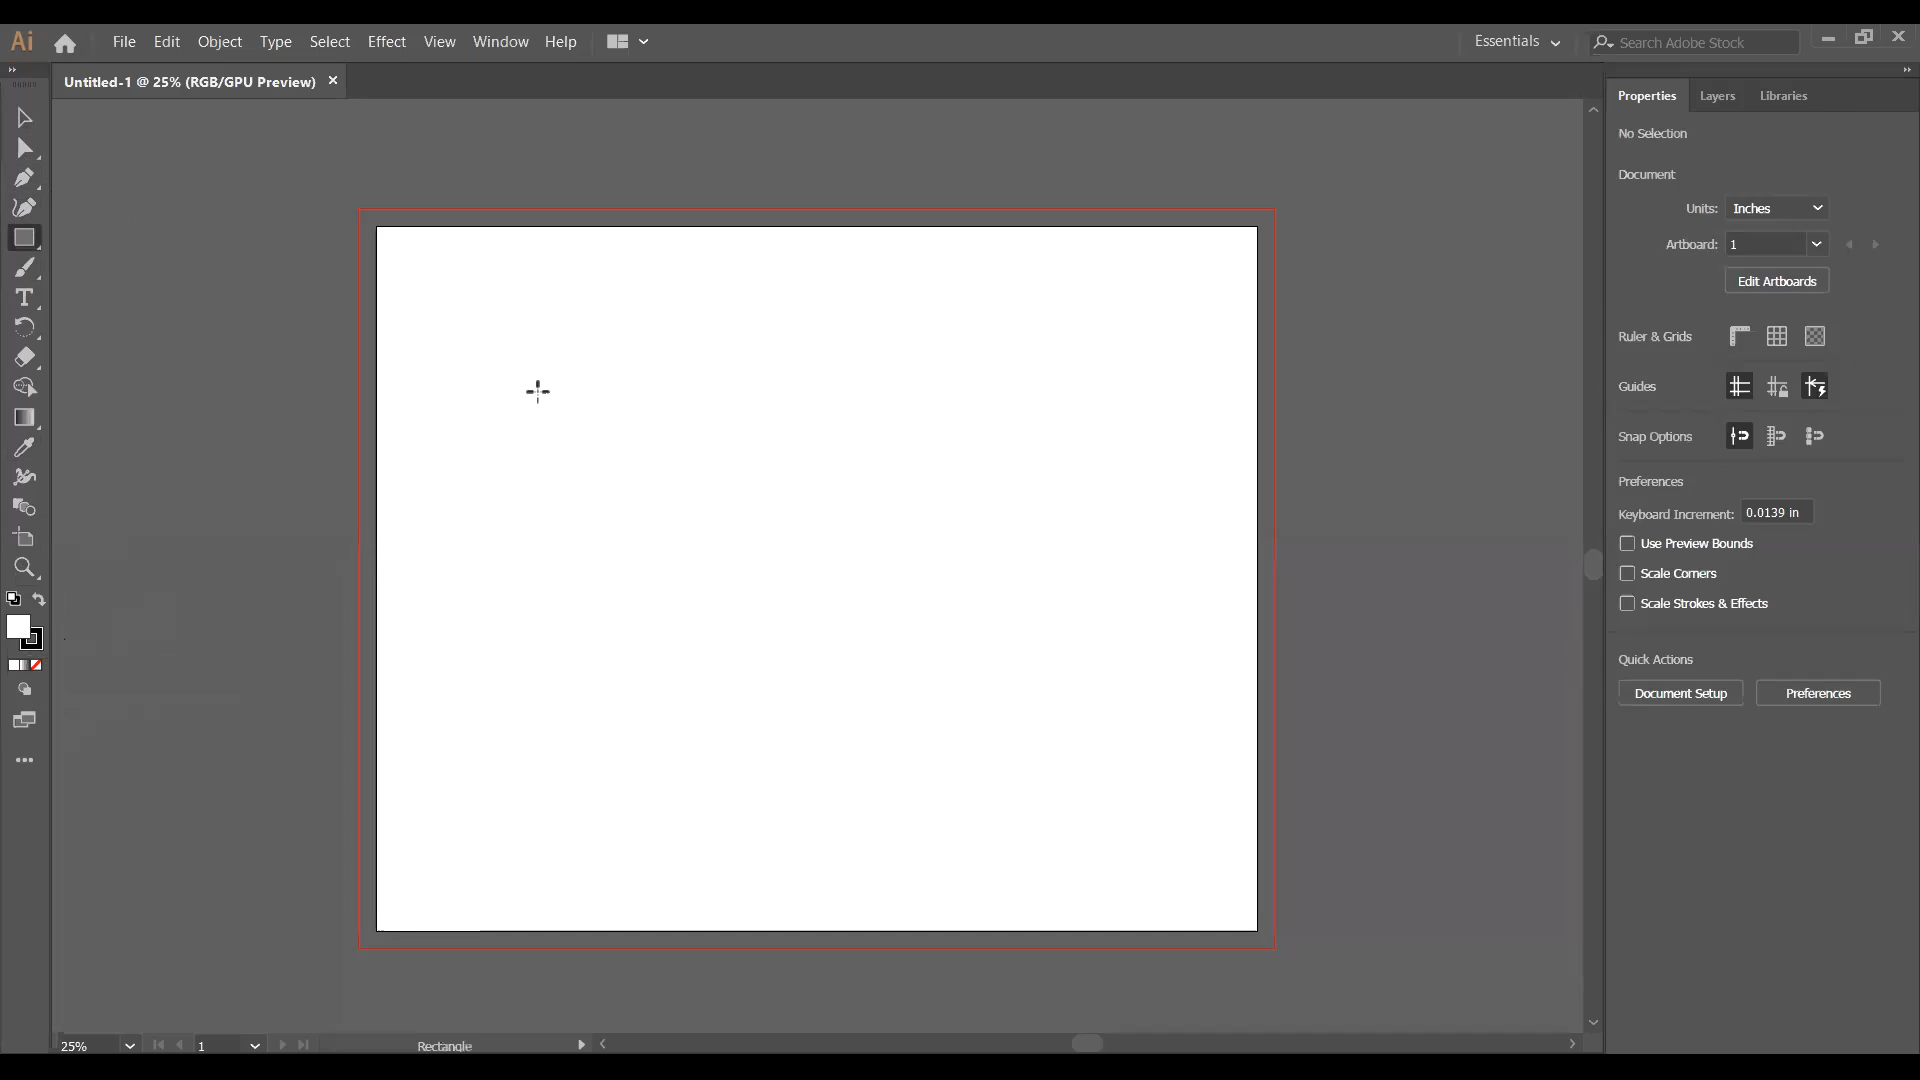 Ai File Edit Object Type Select Effect View Window Help Essentials Search Adobe Stock
Untitled-1 @ 25% (RGB/GPU Preview) ×
Properties Layers Libraries
No Selection
Document
Units: Inches
Artboard: 1
Edit Artboards
Ruler & Grids
Guides
Snap Options
Preferences
Keyboard Increment: 0.0139 in
Use Preview Bounds
Scale Corners
Scale Strokes & Effects
Quick Actions
Document Setup Preferences
25% 1 Rectangle